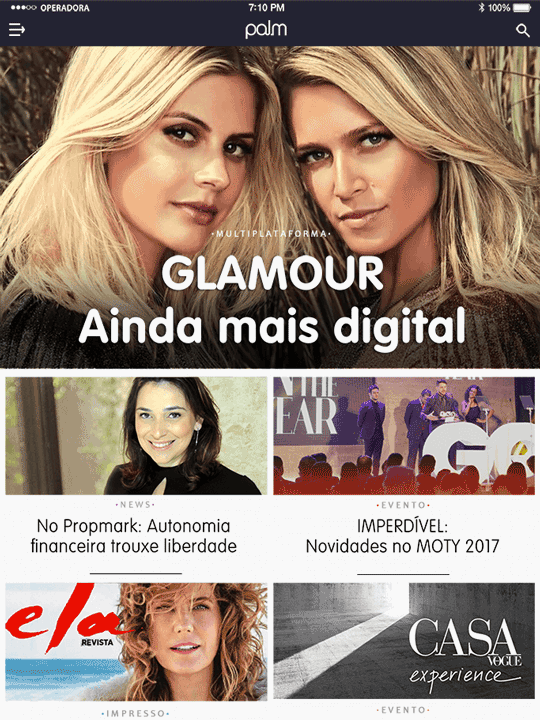 OPERADORA
7:10 PM
100%
palm
•MULTIPLATAFORMA•
GLAMOUR
Ainda mais digital
N THE
EAR
EAR
GQ
•NEWS•
No Propmark: Autonomia
financeira trouxe liberdade
•EVENTO•
IMPERDÍVEL:
Novidades no MOTY 2017
ela
REVISTA
•IMPRESSO•
CASA
VOGUE
experience
•EVENTO•